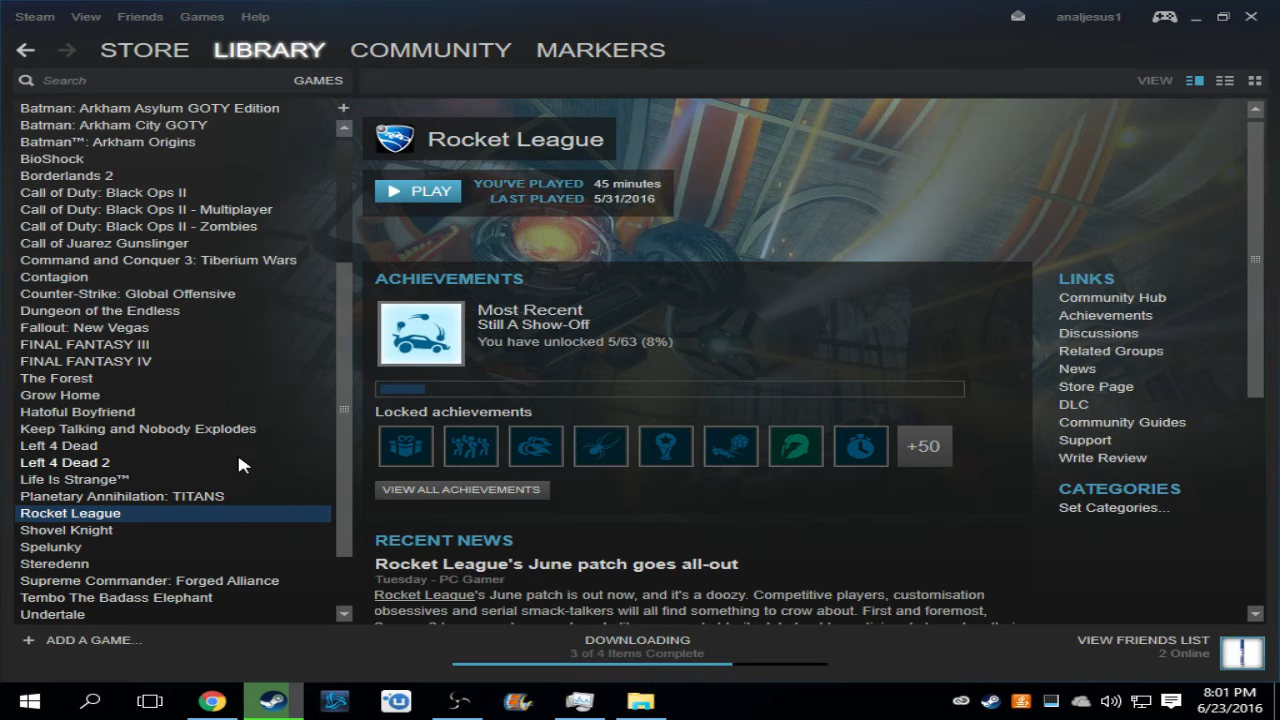 Steam View Friends Games Help analjesus1
STORE LIBRARY COMMUNITY MARKERS
Search GAMES VIEW
Batman: Arkham Asylum GOTY Edition
Batman: Arkham City GOTY
Batman™: Arkham Origins
BioShock
Borderlands 2
Call of Duty: Black Ops II
Call of Duty: Black Ops II - Multiplayer
Call of Duty: Black Ops II - Zombies
Call of Juarez Gunslinger
Command and Conquer 3: Tiberium Wars
Contagion
Counter-Strike: Global Offensive
Dungeon of the Endless
Fallout: New Vegas
FINAL FANTASY III
FINAL FANTASY IV
The Forest
Grow Home
Hatoful Boyfriend
Keep Talking and Nobody Explodes
Left 4 Dead
Left 4 Dead 2
Life Is Strange™
Planetary Annihilation: TITANS
Rocket League
Shovel Knight
Spelunky
Steredenn
Supreme Commander: Forged Alliance
Tembo The Badass Elephant
Undertale
+ ADD A GAME...
Rocket League
PLAY
YOU'VE PLAYED 45 minutes
LAST PLAYED 5/31/2016
ACHIEVEMENTS
Most Recent
Still A Show-Off
You have unlocked 5/63 (8%)
Locked achievements
+50
VIEW ALL ACHIEVEMENTS
RECENT NEWS
Rocket League's June patch goes all-out
Tuesday - PC Gamer
Rocket League's June patch is out now, and it's a doozy. Competitive players, customisation
obsessives and serial smack-talkers will all find something to crow about. First and foremost,
LINKS
Community Hub
Achievements
Discussions
Related Groups
News
Store Page
DLC
Community Guides
Support
Write Review
CATEGORIES
Set Categories...
DOWNLOADING
3 of 4 Items Complete
VIEW FRIENDS LIST
2 Online
8:01 PM
6/23/2016